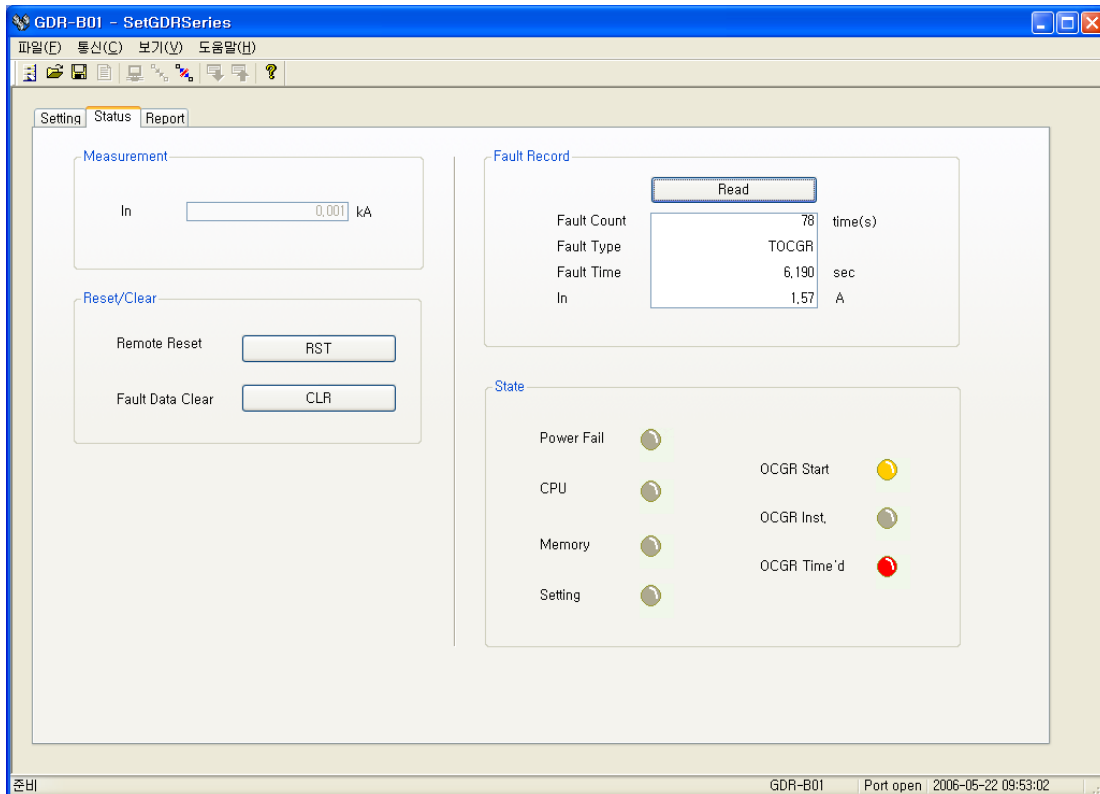 GDR-B01 - SetGDRSeries
파일(F) 통신(C) 보기(V) 도움말(H)
Setting Status Report
Measurement
In 0,001 kA
Reset/Clear
Remote Reset RST
Fault Data Clear CLR
Fault Record
Read
Fault Count 78 time(s)
Fault Type TOCGR
Fault Time 6,190 sec
In 1,57 A
State
Power Fail
CPU
Memory
Setting
OCGR Start
OCGR Inst,
OCGR Time'd
준비 GDR-B01 Port open 2006-05-22 09:53:02